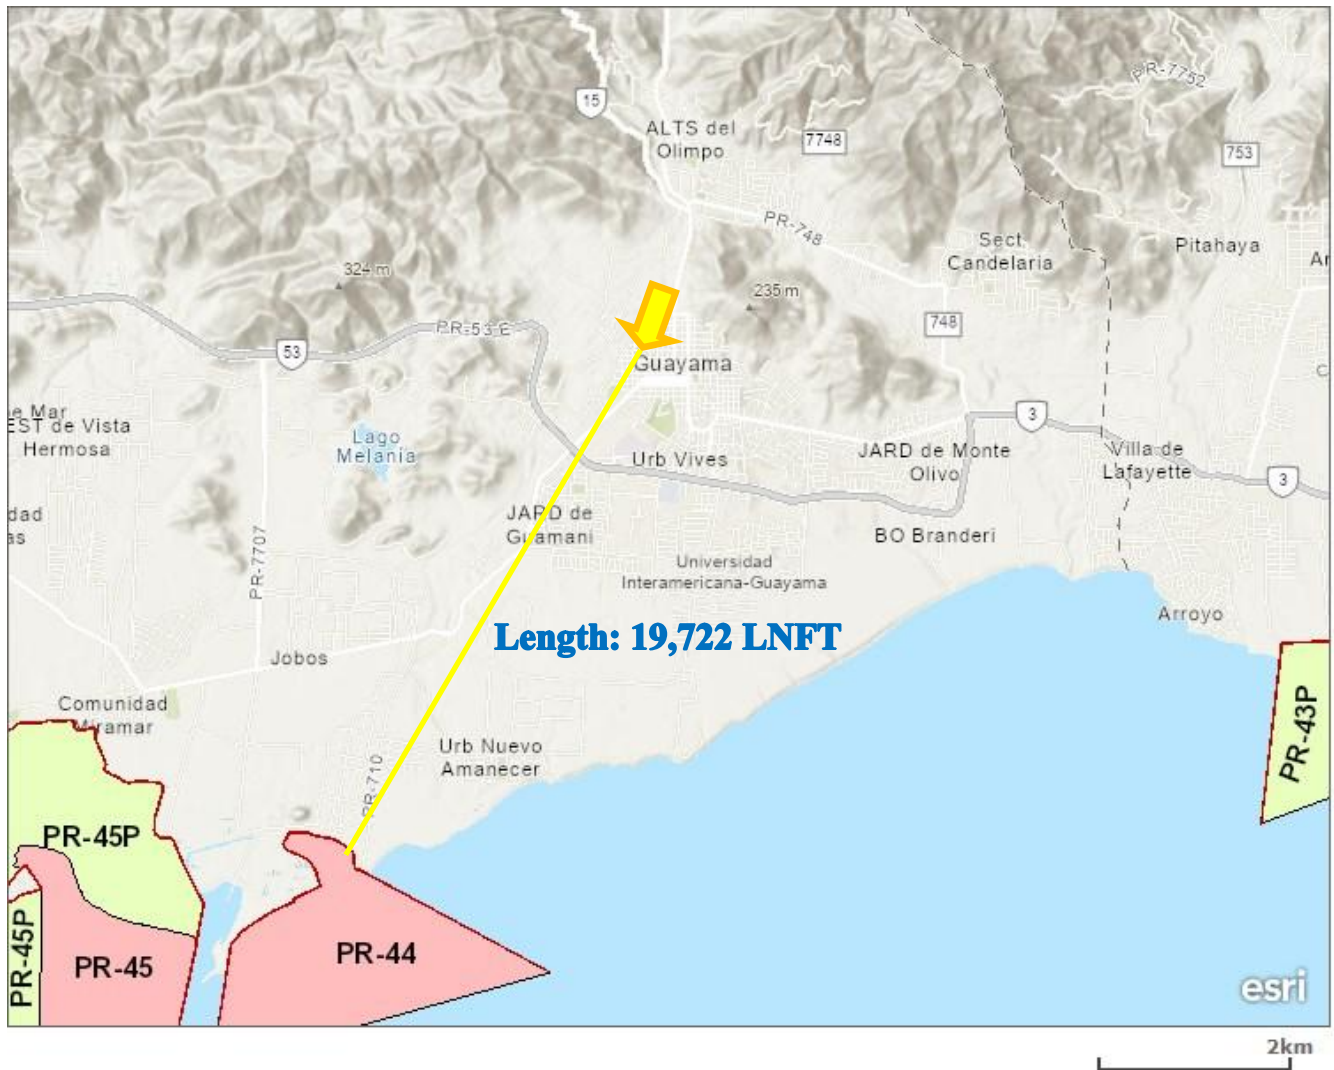 PR-7752
15
ALTS del
Olimpo
7748
753
PR-748
Sect
Candelaria
Pitahaya
Ar
324 m
235 m
PR-53 E
748
53
Guayama
C
3
e Mar
EST de Vista
Hermosa
Lago
Melania
Urb Vives
JARD de Monte
Olivo
Villa de
Lafayette
3
dad
as
JARD de
Guamani
BO Branderi
PR-7707
Universidad
Interamericana-Guayama
Arroyo
Length: 19,722 LNFT
Jobos
Comunidad
Miramar
PR-43P
Urb Nuevo
Amanecer
PR-710
PR-45P
PR-45P
PR-45
PR-44
esri
2km